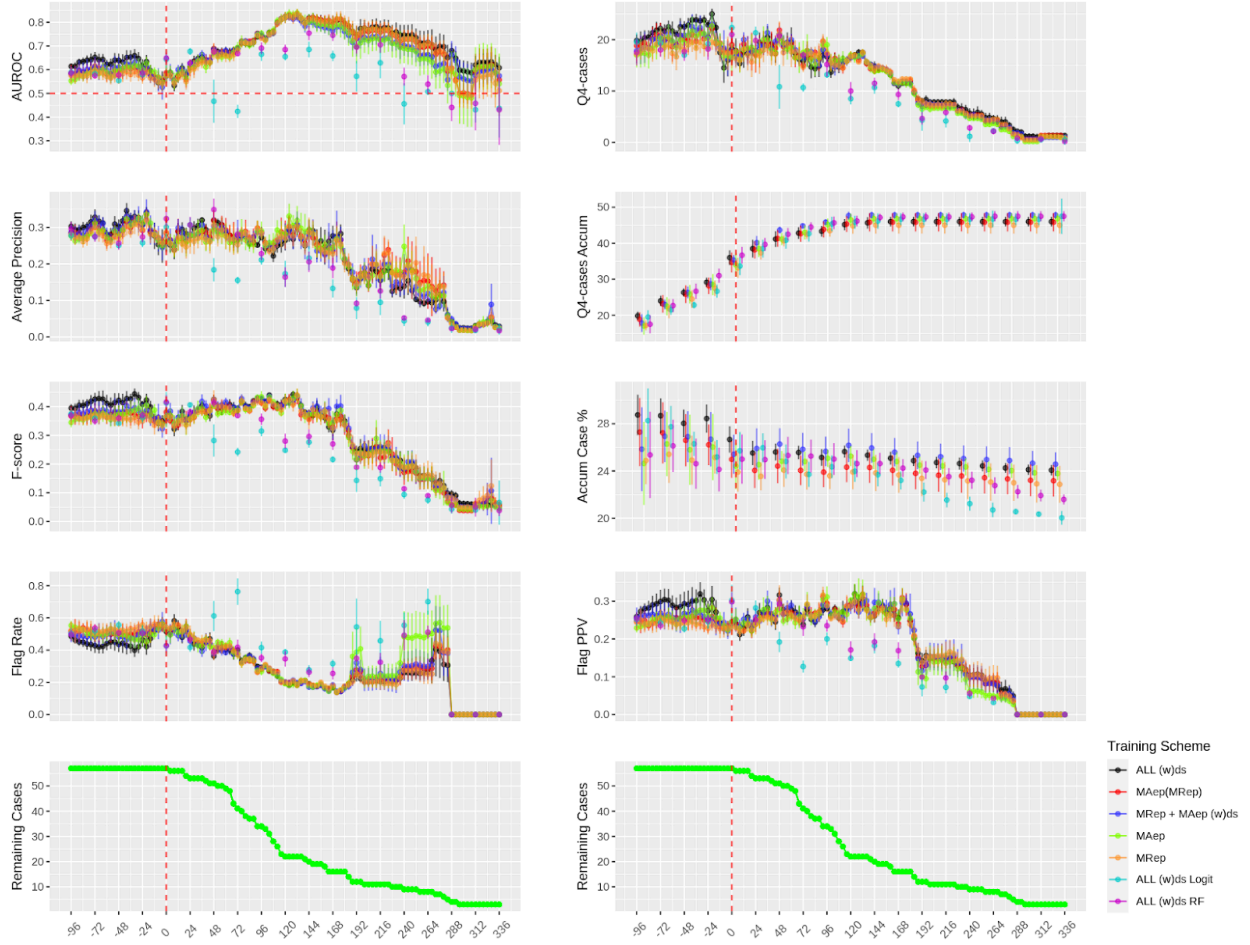 AUROC
0.8
0.7
0.6
0.5
0.4
0.3
Q4-cases
20
10
0
Average Precision
0.3
0.2
0.1
0.0
Q4-cases Accum
50
40
30
20
F-score
0.4
0.3
0.2
0.1
0.0
Accum Case %
28
24
20
Flag Rate
0.8
0.6
0.4
0.2
0.0
Flag PPV
0.3
0.2
0.1
0.0
Remaining Cases
50
40
30
20
10
-96 -72 -48 -24 0 24 48 72 96 120 144 168 192 216 240 264 288 312 336
Remaining Cases
50
40
30
20
10
-96 -72 -48 -24 0 24 48 72 96 120 144 168 192 216 240 264 288 312 336
Training Scheme
ALL (w)ds
MAep(MRep)
MRep + MAep (w)ds
MAep
MRep
ALL (w)ds Logit
ALL (w)ds RF